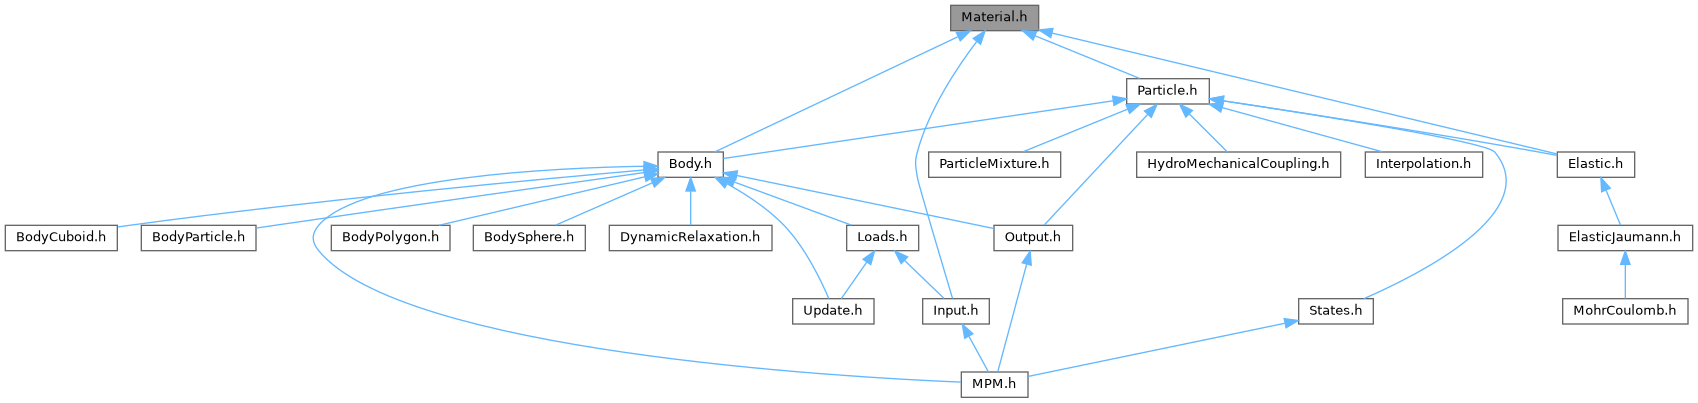 Material.h
Particle.h
Body.h
ParticleMixture.h
HydroMechanicalCoupling.h
Interpolation.h
Elastic.h
BodyCuboid.h
BodyParticle.h
BodyPolygon.h
BodySphere.h
DynamicRelaxation.h
Loads.h
Output.h
ElasticJaumann.h
Update.h
Input.h
States.h
MohrCoulomb.h
MPM.h